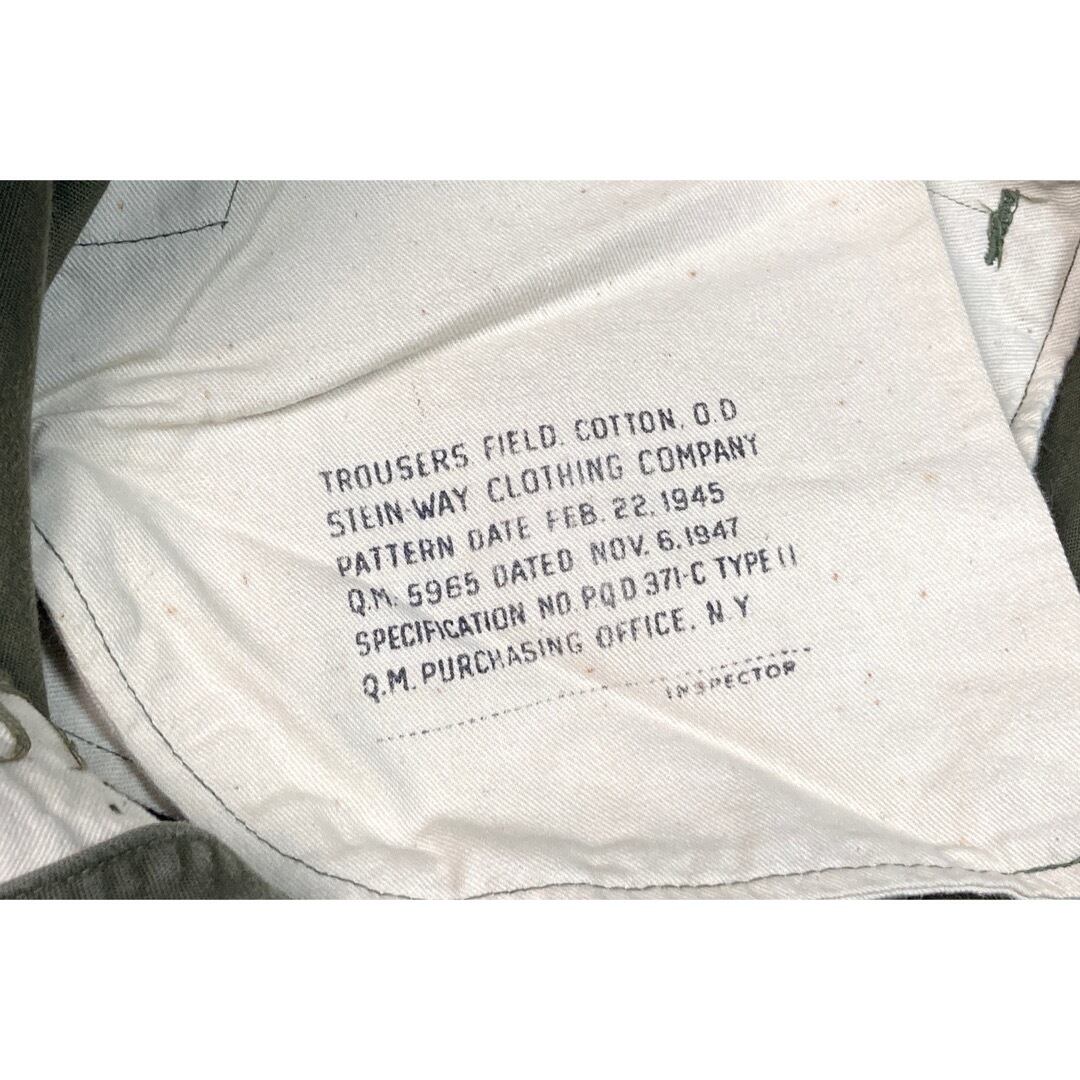 TROUSERS FIELD, COTTON, O.D
STEIN-WAY CLOTHING COMPANY
PATTERN DATE FEB. 22, 1945
Q.M. 5965 DATED NOV. 6, 1947
SPECIFICATION NO. P.Q D 371-C TYPE II
Q.M. PURCHASING OFFICE, N.Y
INSPECTOR